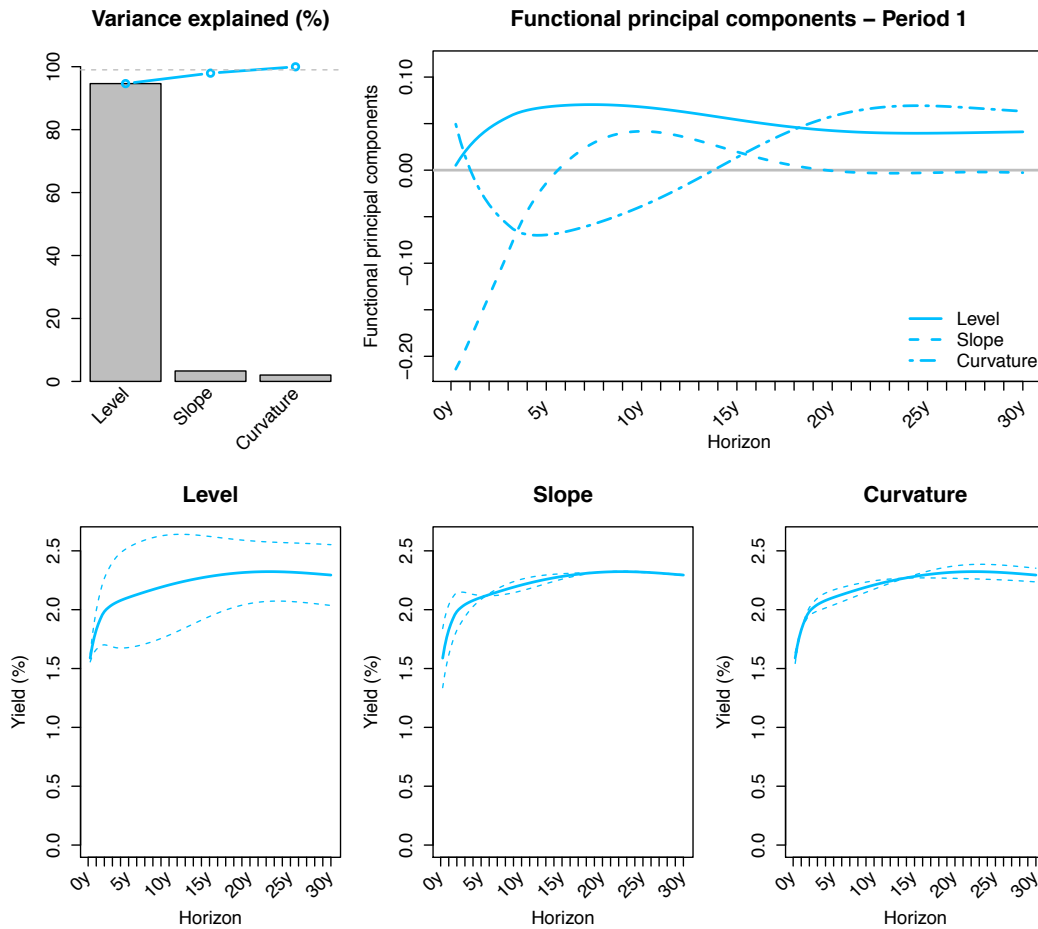 Variance explained (%)
0
20
40
60
80
100
Level
Slope
Curvature
Functional principal components – Period 1
Functional principal components
−0.20
−0.10
0.00
0.10
Level
Slope
Curvature
0y
5y
10y
15y
20y
25y
30y
Horizon
Level
Yield (%)
0.0
0.5
1.0
1.5
2.0
2.5
0y
5y
10y
15y
20y
25y
30y
Horizon
Slope
Yield (%)
0.0
0.5
1.0
1.5
2.0
2.5
0y
5y
10y
15y
20y
25y
30y
Horizon
Curvature
Yield (%)
0.0
0.5
1.0
1.5
2.0
2.5
0y
5y
10y
15y
20y
25y
30y
Horizon